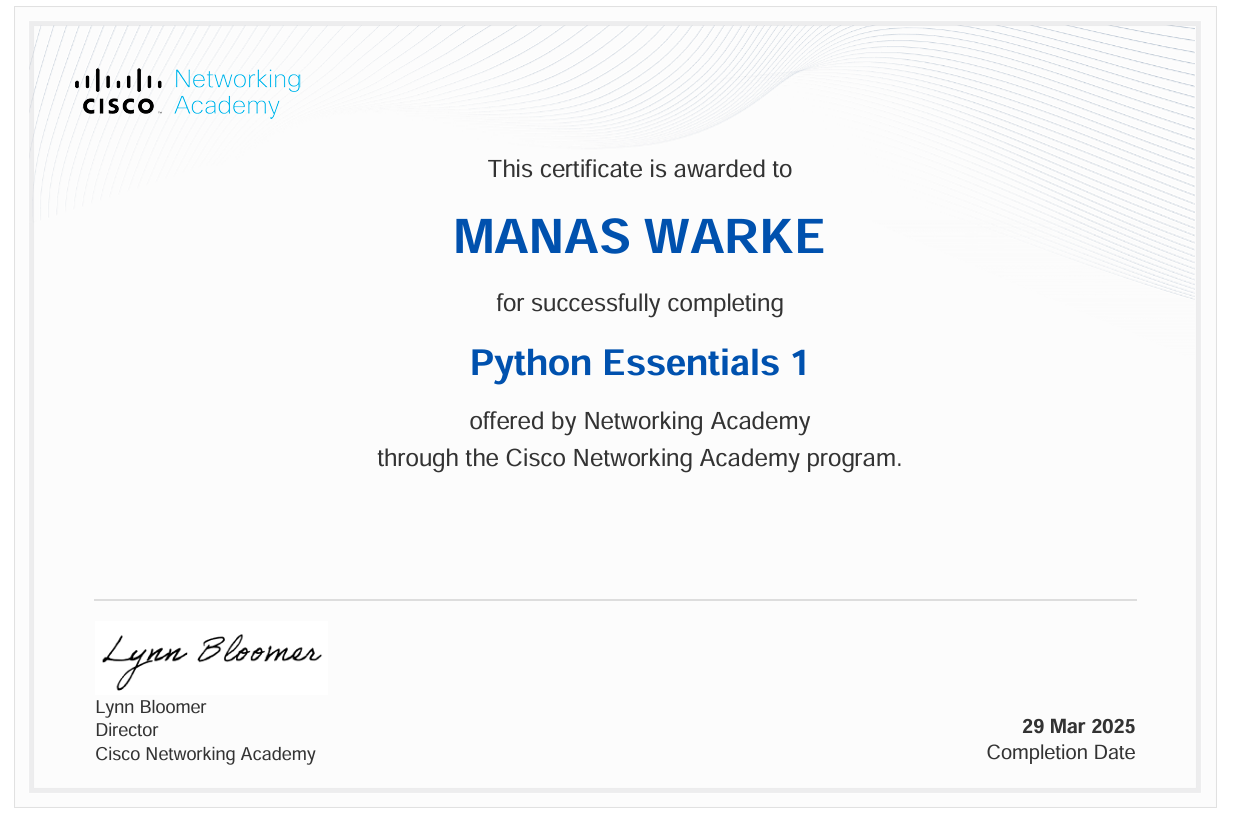 Networking
Academy
CISCO
This certificate is awarded to
MANAS WARKE
for successfully completing
Python Essentials 1
offered by Networking Academy
through the Cisco Networking Academy program.
Lynn Bloomer
Lynn Bloomer
Director
Cisco Networking Academy
29 Mar 2025
Completion Date